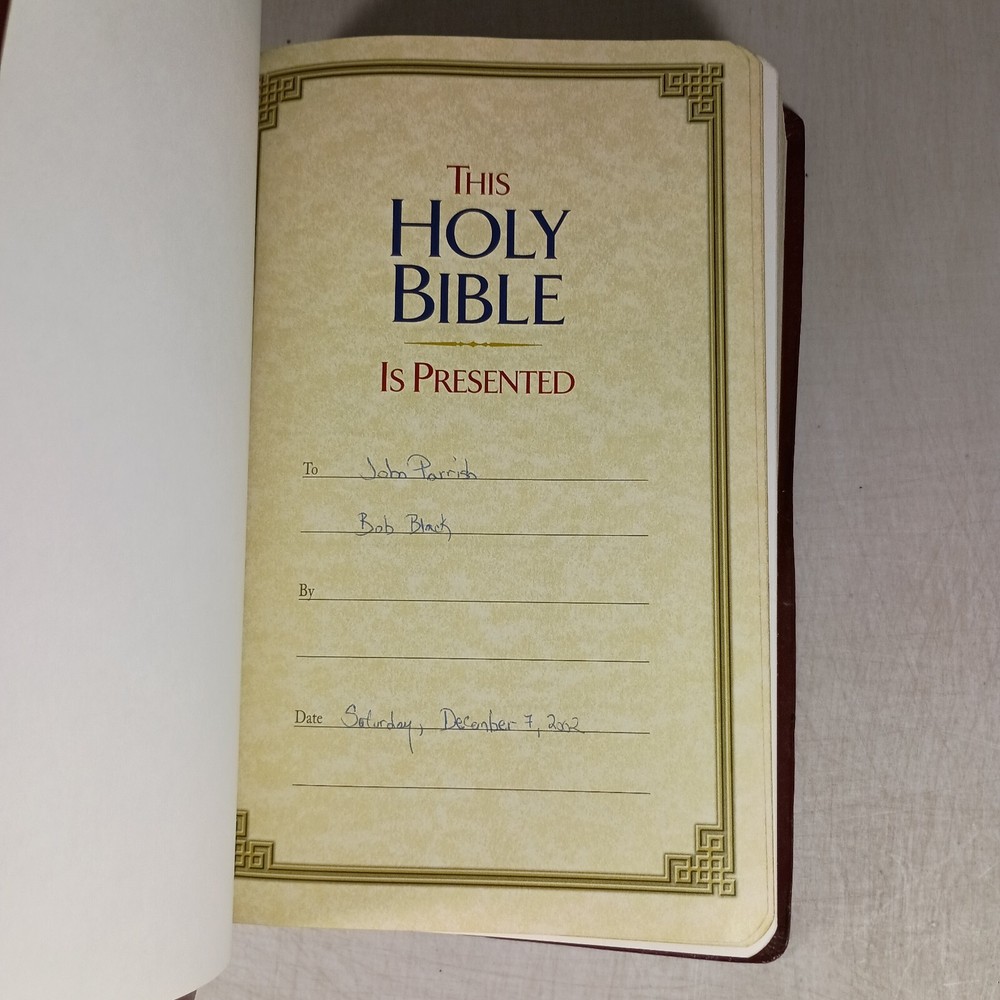 THIS
HOLY
BIBLE
IS PRESENTED
To John Parrish
Bob Black
By
Date Saturday, December 7, 2002